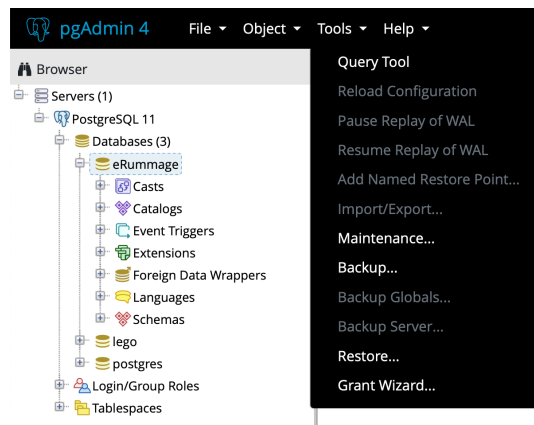 pgAdmin 4 File Object Tools Help
Browser
Servers (1)
PostgreSQL 11
Databases (3)
eRummage
Casts
Catalogs
Event Triggers
Extensions
Foreign Data Wrappers
Languages
Schemas
lego
postgres
Login/Group Roles
Tablespaces
Query Tool
Reload Configuration
Pause Replay of WAL
Resume Replay of WAL
Add Named Restore Point...
Import/Export...
Maintenance...
Backup...
Backup Globals...
Backup Server...
Restore...
Grant Wizard...